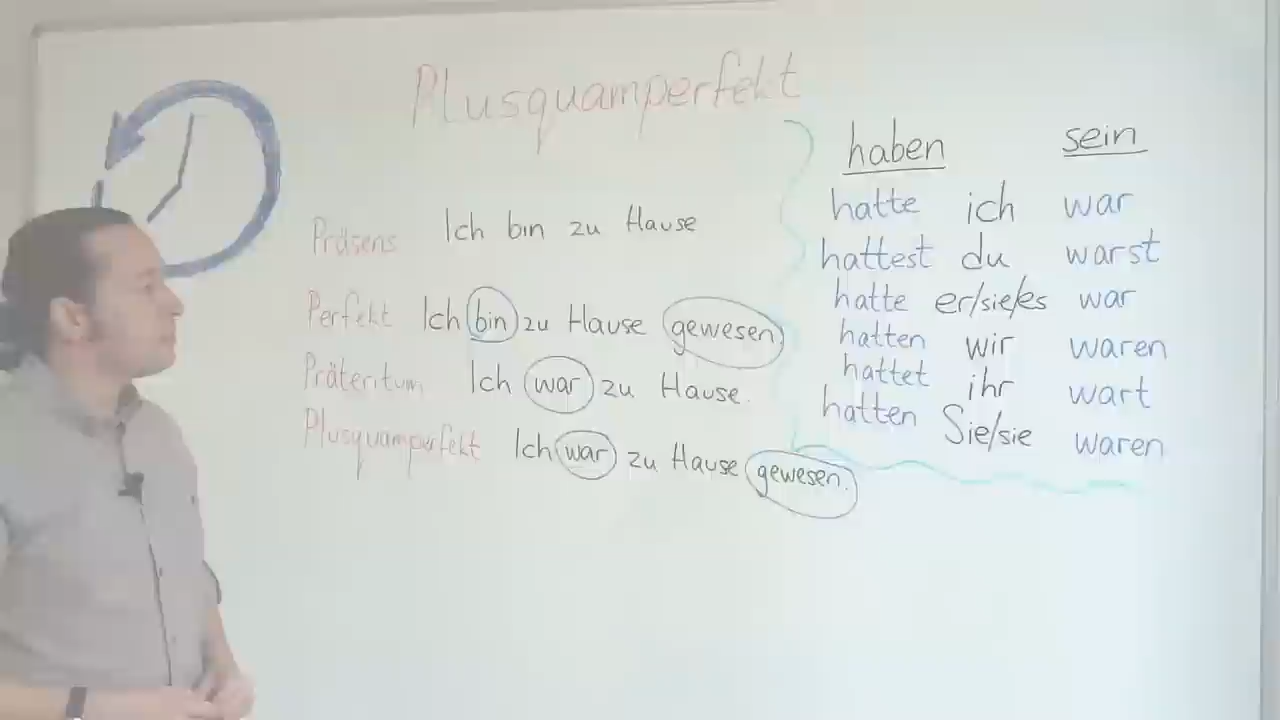 Plusquamperfekt
Präsens Ich bin zu Hause
Perfekt Ich bin zu Hause gewesen.
Präteritum Ich war zu Hause.
Plusquamperfekt Ich war zu Hause gewesen.
haben sein
hatte ich war
hattest du warst
hatte er/sie/es war
hatten wir waren
hattet ihr wart
hatten Sie/sie waren